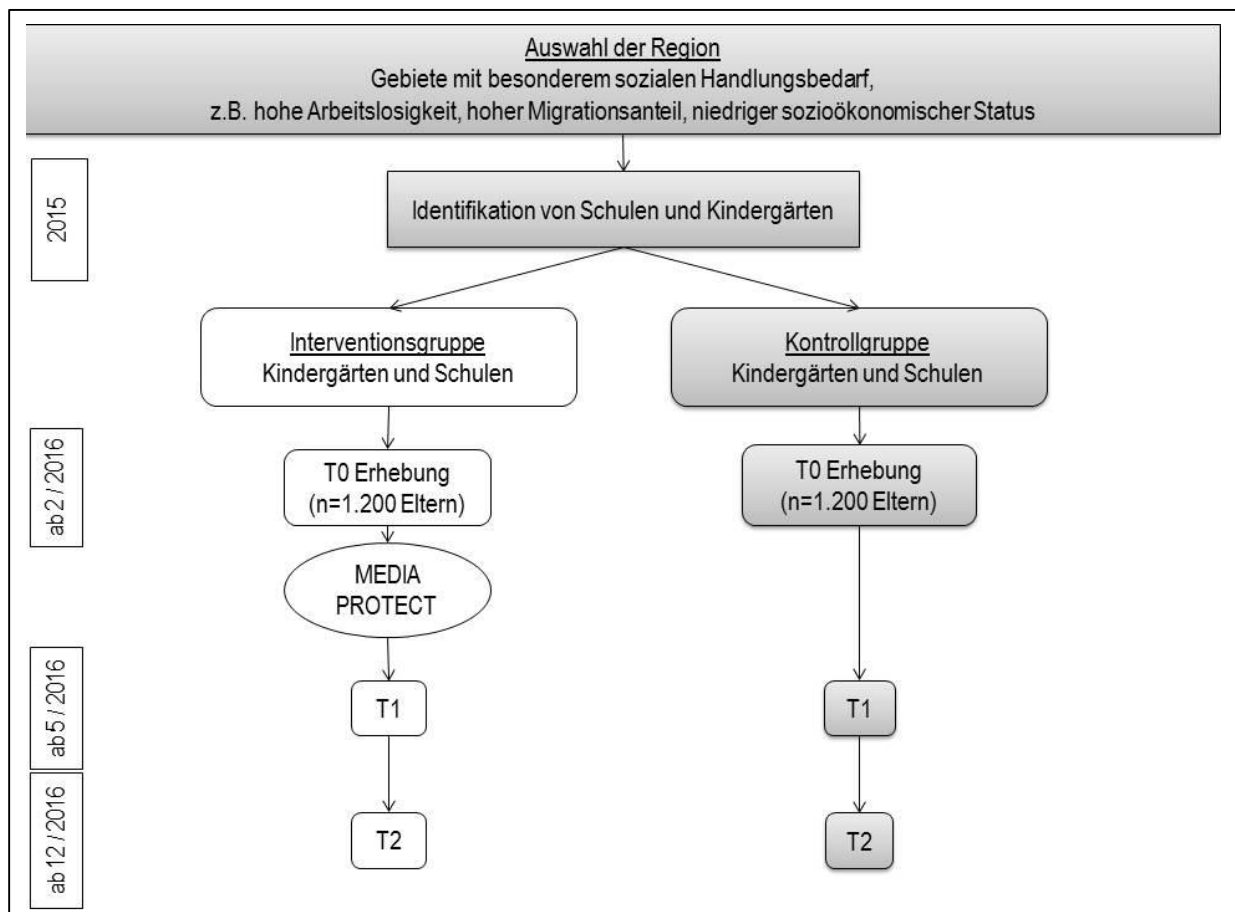 Auswahl der Region
Gebiete mit besonderem sozialen Handlungsbedarf,
z.B. hohe Arbeitslosigkeit, hoher Migrationsanteil, niedriger sozioökonomischer Status
2015
Identifikation von Schulen und Kindergärten
Interventionsgruppe
Kindergärten und Schulen
Kontrollgruppe
Kindergärten und Schulen
ab 2 / 2016
T0 Erhebung
(n=1.200 Eltern)
T0 Erhebung
(n=1.200 Eltern)
MEDIA
PROTECT
ab 5 / 2016
T1
T1
ab 12 / 2016
T2
T2